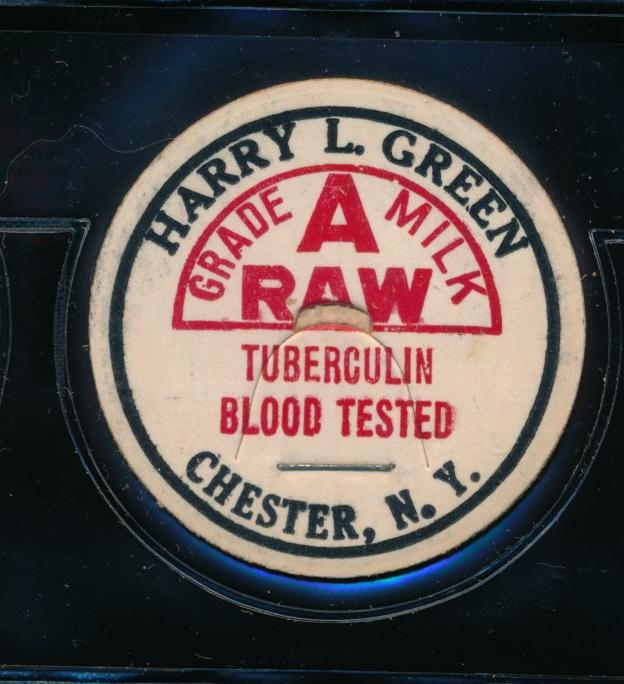 HARRY L. GREEN
GRADE A MILK
RAW
TUBERCULIN
BLOOD TESTED
CHESTER, N. Y.